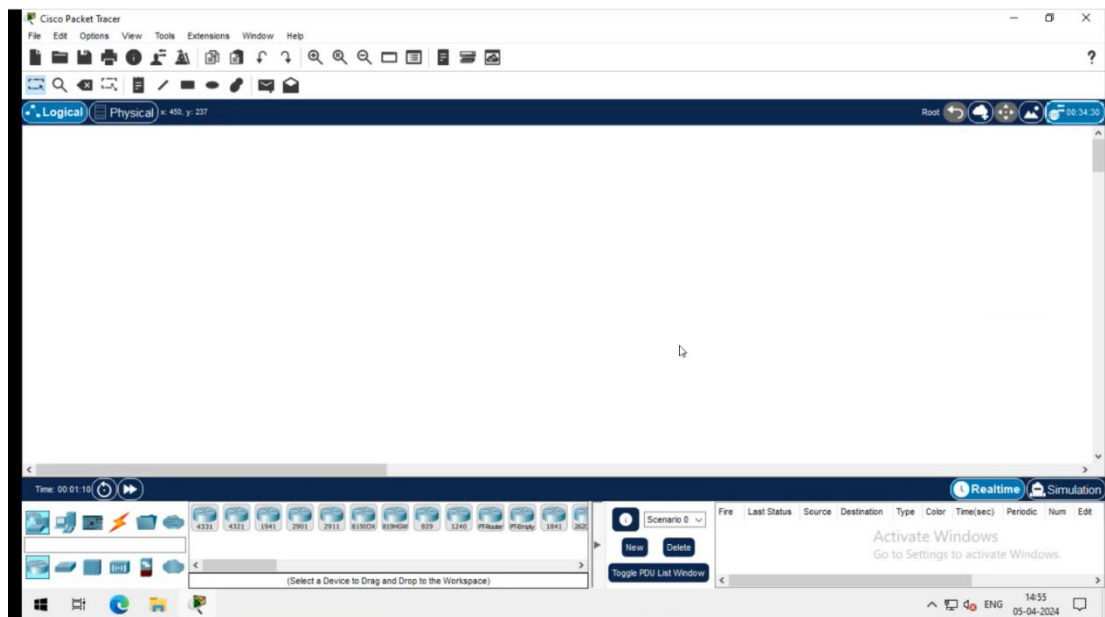 Cisco Packet Tracer
File Edit Options View Tools Extensions Window Help
?
Logical Physical x: 450, y: 237 Root 00:34:30
Time: 00:01:10 Realtime Simulation
4331 4321 1941 2901 2911 819IOX 819HGW 829 1240 PT-Router PT-Empty 1841 262
Scenario 0
New Delete
Toggle PDU List Window
Fire Last Status Source Destination Type Color Time(sec) Periodic Num Edit
Activate Windows
Go to Settings to activate Windows.
(Select a Device to Drag and Drop to the Workspace)
ENG 14:55
05-04-2024